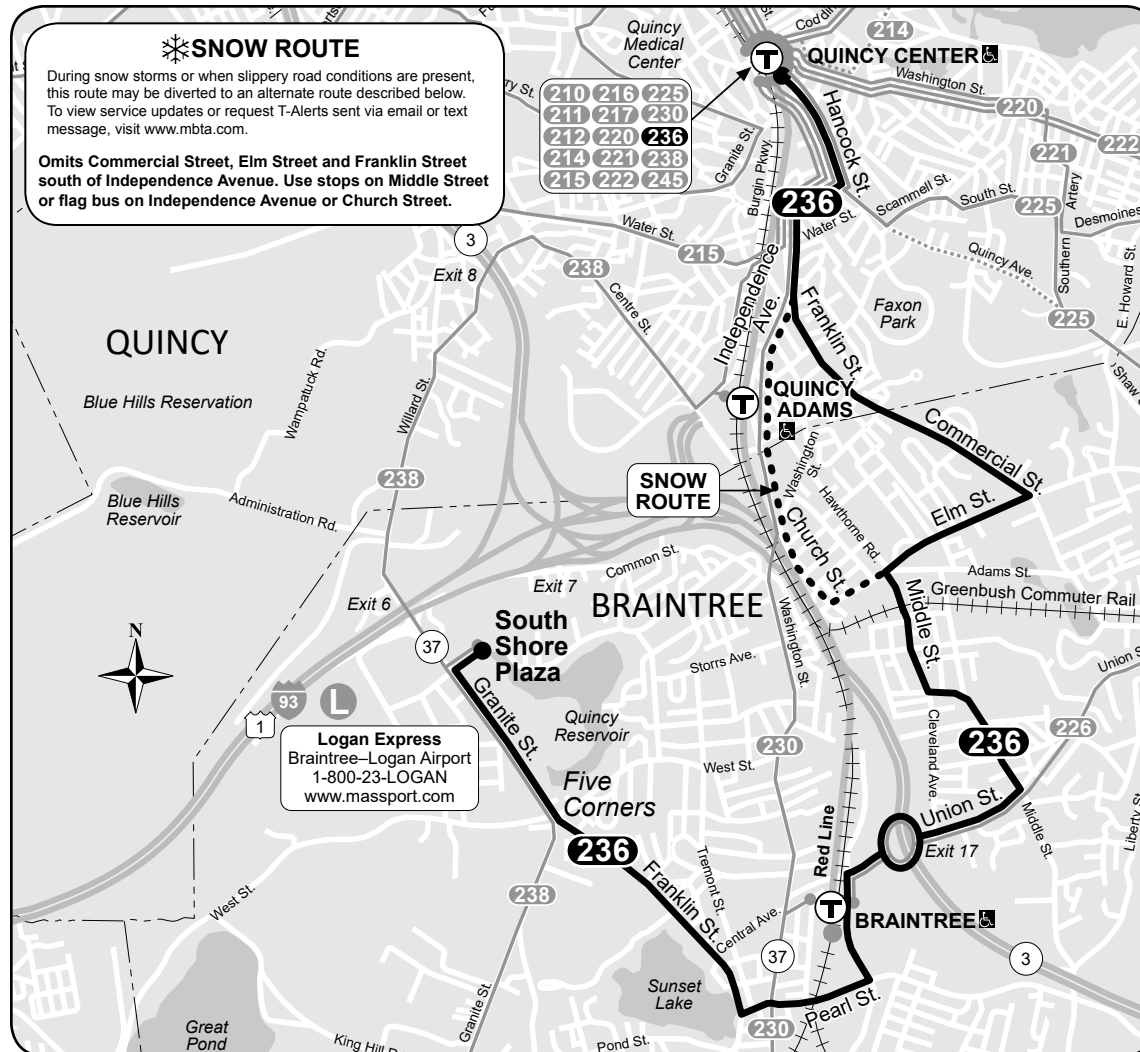 SNOW ROUTE
During snow storms or when slippery road conditions are present,
this route may be diverted to an alternate route described below.
To view service updates or request T-Alerts sent via email or text
message, visit www.mbta.com.
Omits Commercial Street, Elm Street and Franklin Street
south of Independence Avenue. Use stops on Middle Street
or flag bus on Independence Avenue or Church Street.
Quincy
Medical
Center
T
QUINCY CENTER
214
Washington St.
220
222
210 216 225
211 217 230
212 220 236
214 221 238
215 222 245
Granite St.
Burgin Pkwy.
Hancock St.
236
Scammell St.
South St.
221
225
Southern
Artery
Desmoines
E. Howard St.
Water St.
Water St.
215
Quincy Ave.
225
3
Exit 8
238
Centre St.
Independence
Ave.
Franklin St.
Faxon
Park
QUINCY
Blue Hills Reservation
Wampatuck Rd.
Willard St.
T
QUINCY
ADAMS
Commercial St.
238
Blue Hills
Reservoir
Administration Rd.
SNOW
ROUTE
Washington
St.
Hawthorne Rd.
Church St.
Elm St.
Common St.
Exit 7
Exit 6
BRAINTREE
Adams St.
Greenbush Commuter Rail
Middle St.
N
37
South
Shore
Plaza
Storrs Ave.
Washington St.
Granite St.
93
L
1
Logan Express
Braintree–Logan Airport
1-800-23-LOGAN
www.massport.com
Quincy
Reservoir
230
West St.
Cleveland Ave.
236
226
Five
Corners
Union St.
Middle St.
Liberty St.
Exit 17
236
Red Line
Tremont St.
Franklin St.
238
West St.
Central Ave.
T
BRAINTREE
37
3
Sunset
Lake
Pearl St.
230
Granite St.
Great
Pond
Pond St.